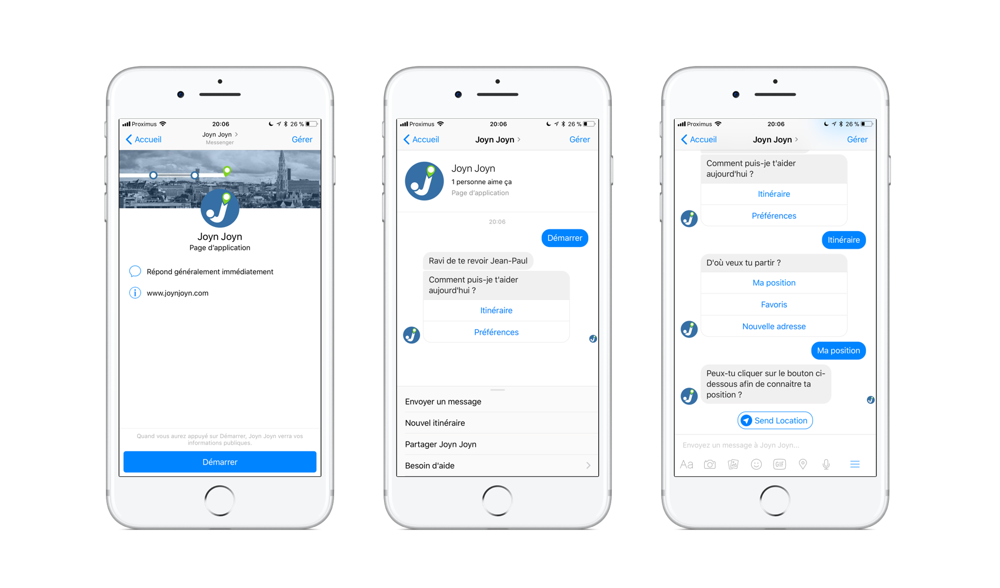 Proximus 20:06 26 %
Accueil Joyn Joyn Gérer
Messenger
Joyn Joyn
Page d'application
Répond généralement immédiatement
www.joynjoyn.com
Quand vous aurez appuyé sur Démarrer, Joyn Joyn verra vos
informations publiques.
Démarrer
Proximus 20:06 26 %
Accueil Joyn Joyn Gérer
Joyn Joyn
1 personne aime ça
Page d'application
20:06
Démarrer
Ravi de te revoir Jean-Paul
Comment puis-je t'aider
aujourd'hui ?
Itinéraire
Préférences
Envoyer un message
Nouvel itinéraire
Partager Joyn Joyn
Besoin d'aide
Proximus 20:06 26 %
Accueil Joyn Joyn Gérer
Comment puis-je t'aider
aujourd'hui ?
Itinéraire
Préférences
Itinéraire
D'où veux tu partir ?
Ma position
Favoris
Nouvelle adresse
Ma position
Peux-tu cliquer sur le bouton ci-
dessous afin de connaitre ta
position ?
Send Location
Envoyez un message à Joyn Joyn...
Aa GIF